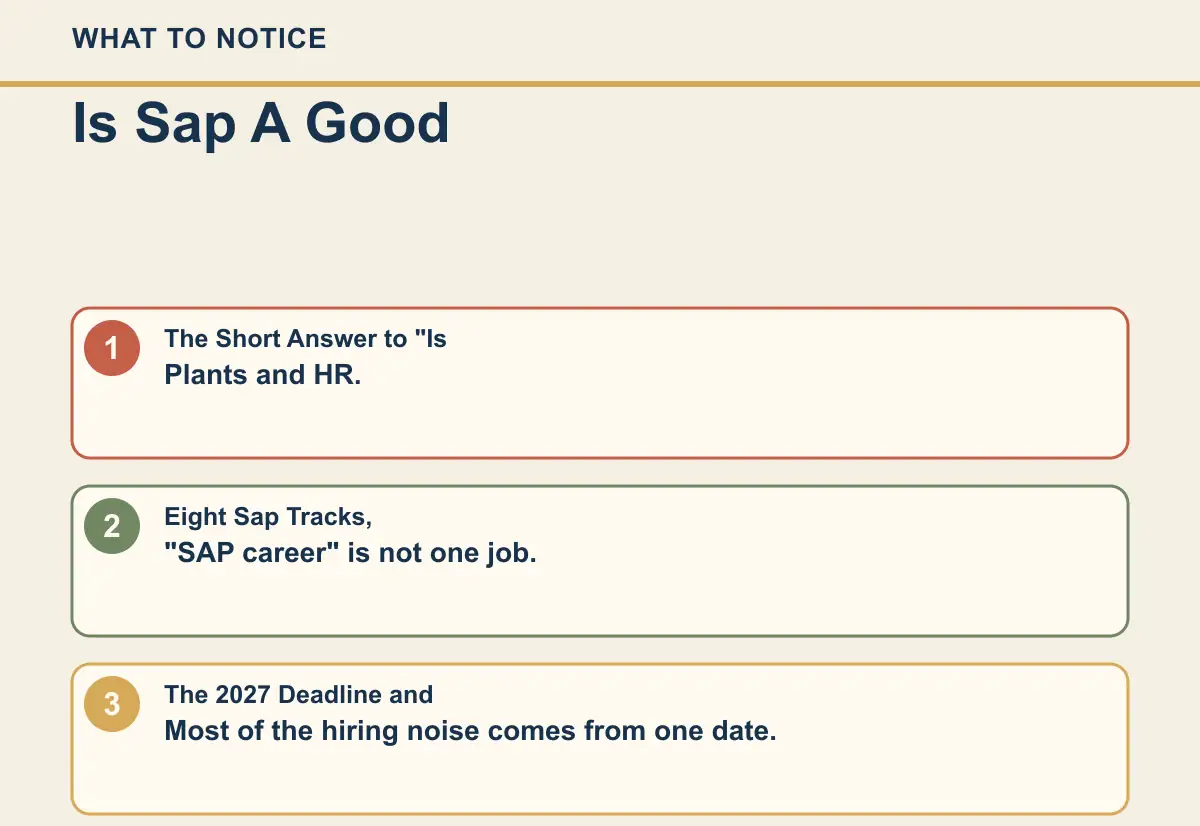 WHAT TO NOTICE
Is Sap A Good
1
The Short Answer to "Is
Plants and HR.
2
Eight Sap Tracks,
"SAP career" is not one job.
3
The 2027 Deadline and
Most of the hiring noise comes from one date.